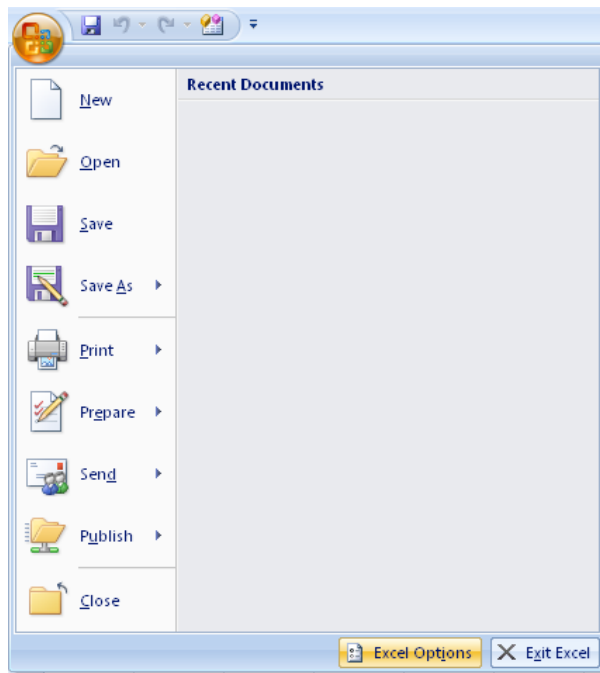 Recent Documents
New
Open
Save
Save As
Print
Prepare
Send
Publish
Close
Excel Options
Exit Excel